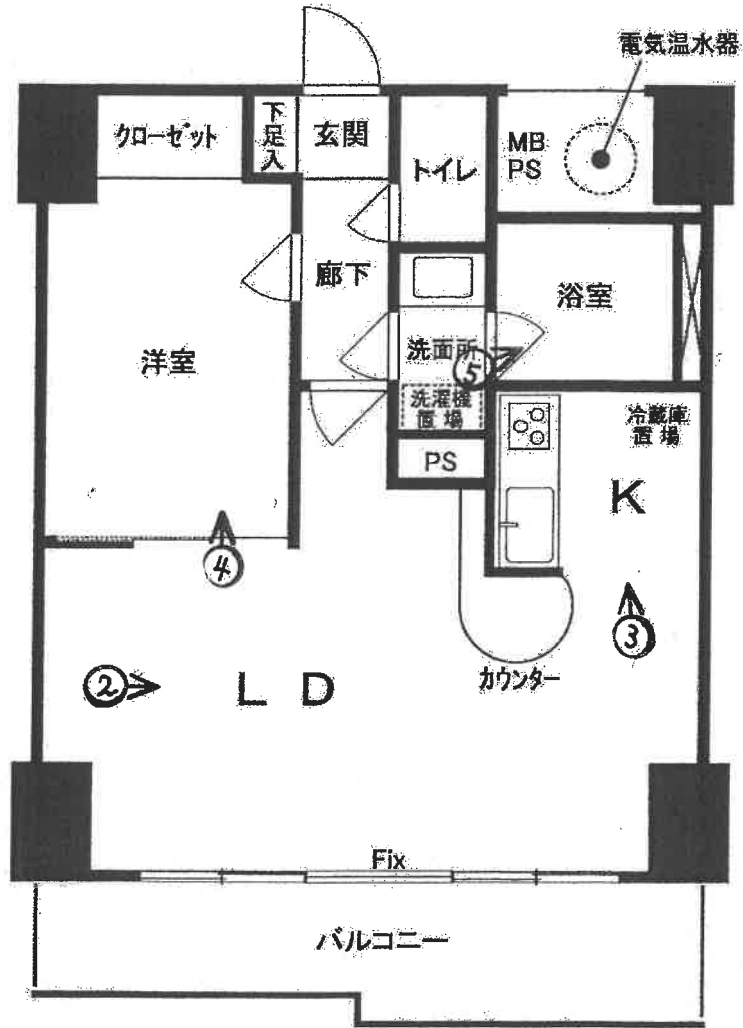 電気温水器
クローゼット
下足入
玄関
トイレ
MB
PS
廊下
浴室
洋室
洗面所
⑤
洗濯機
置場
冷蔵庫
置場
PS
K
④
③
②
LD
カウンター
Fix
バルコニー